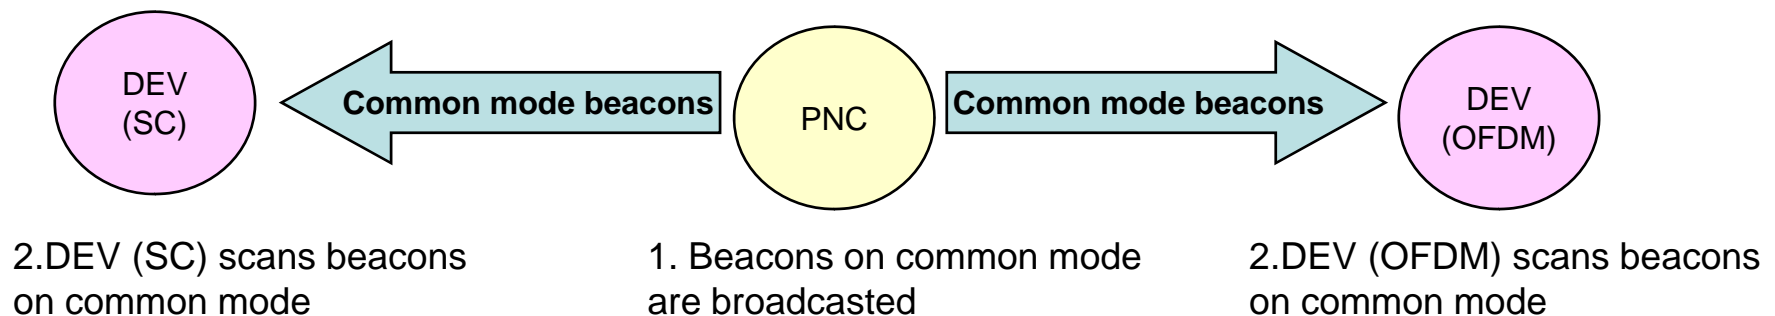 DEV
(SC)
Common mode beacons
PNC
Common mode beacons
DEV
(OFDM)
2.DEV (SC) scans beacons
on common mode
1. Beacons on common mode
are broadcasted
2.DEV (OFDM) scans beacons
on common mode